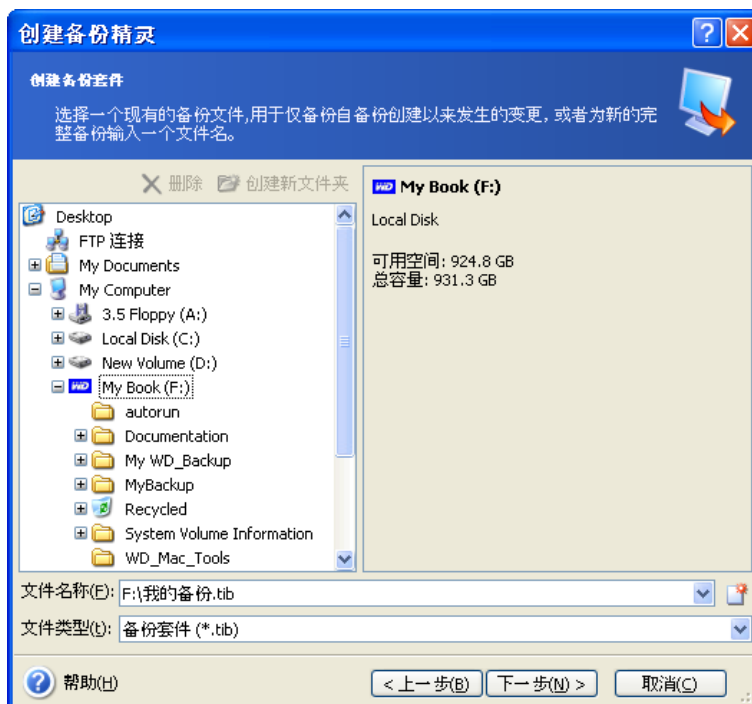 创建备份精灵
创建备份套件
选择一个现有的备份文件,用于仅备份自备份创建以来发生的变更，或者为新的完
整备份输入一个文件名。
删除 创建新文件夹
Desktop
FTP 连接
My Documents
My Computer
3.5 Floppy (A:)
Local Disk (C:)
New Volume (D:)
WD My Book (F:)
autorun
Documentation
My WD_Backup
MyBackup
Recycled
System Volume Information
WD_Mac_Tools
WD My Book (F:)
Local Disk
可用空间: 924.8 GB
总容量: 931.3 GB
文件名称(F): F:\我的备份.tib
文件类型(t): 备份套件 (*.tib)
帮助(H)
< 上一步(B) 下一步(N) > 取消(C)